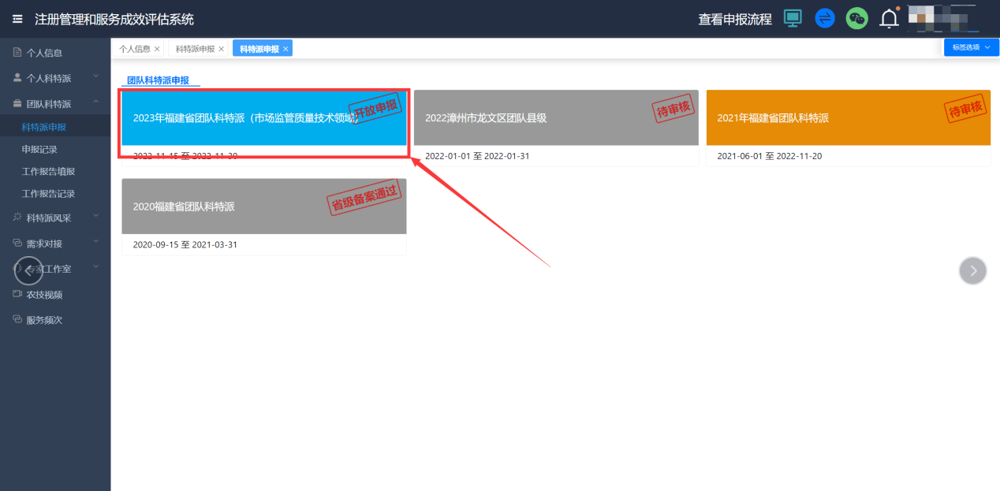 注册管理和服务成效评估系统
查看申报流程
个人信息
个人科特派
团队科特派
科特派申报
申报记录
工作报告填报
工作报告记录
科特派风采
需求对接
专家工作室
农技视频
服务频次
个人信息 ×
科特派申报 ×
科特派申报 ×
标签选项
团队科特派申报
2023年福建省团队科特派（市场监管质量技术领域）
开放申报
2022-11-15 至 2022-11-30
2022漳州市龙文区团队县级
待审核
2022-01-01 至 2022-01-31
2021年福建省团队科特派
待审核
2021-06-01 至 2022-11-20
2020福建省团队科特派
省级备案通过
2020-09-15 至 2021-03-31